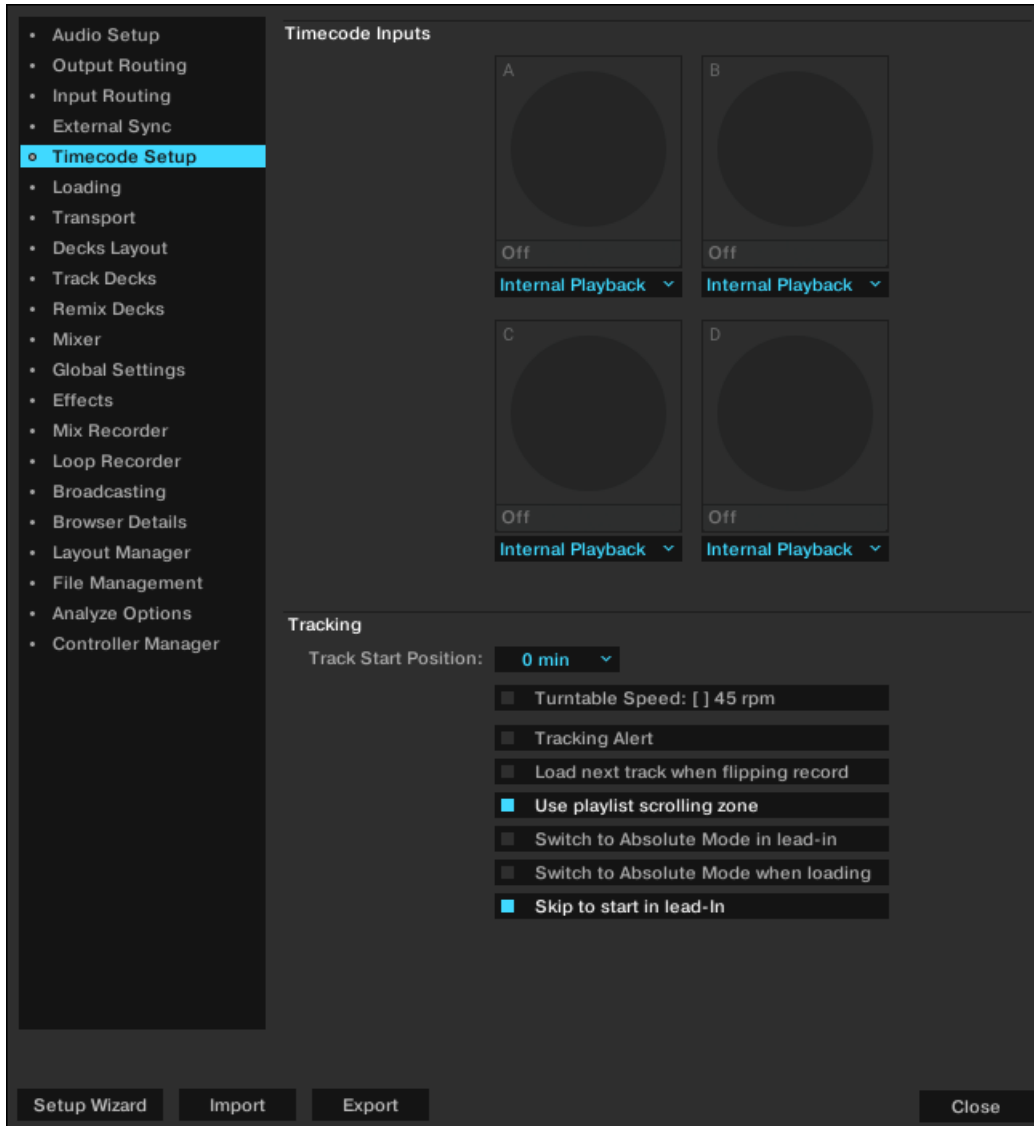 Audio Setup
Output Routing
Input Routing
External Sync
Timecode Setup
Loading
Transport
Decks Layout
Track Decks
Remix Decks
Mixer
Global Settings
Effects
Mix Recorder
Loop Recorder
Broadcasting
Browser Details
Layout Manager
File Management
Analyze Options
Controller Manager
Timecode Inputs
A B
Off Off
Internal Playback Internal Playback
C D
Off Off
Internal Playback Internal Playback
Tracking
Track Start Position: 0 min
Turntable Speed: [ ] 45 rpm
Tracking Alert
Load next track when flipping record
Use playlist scrolling zone
Switch to Absolute Mode in lead-in
Switch to Absolute Mode when loading
Skip to start in lead-In
Setup Wizard Import Export Close